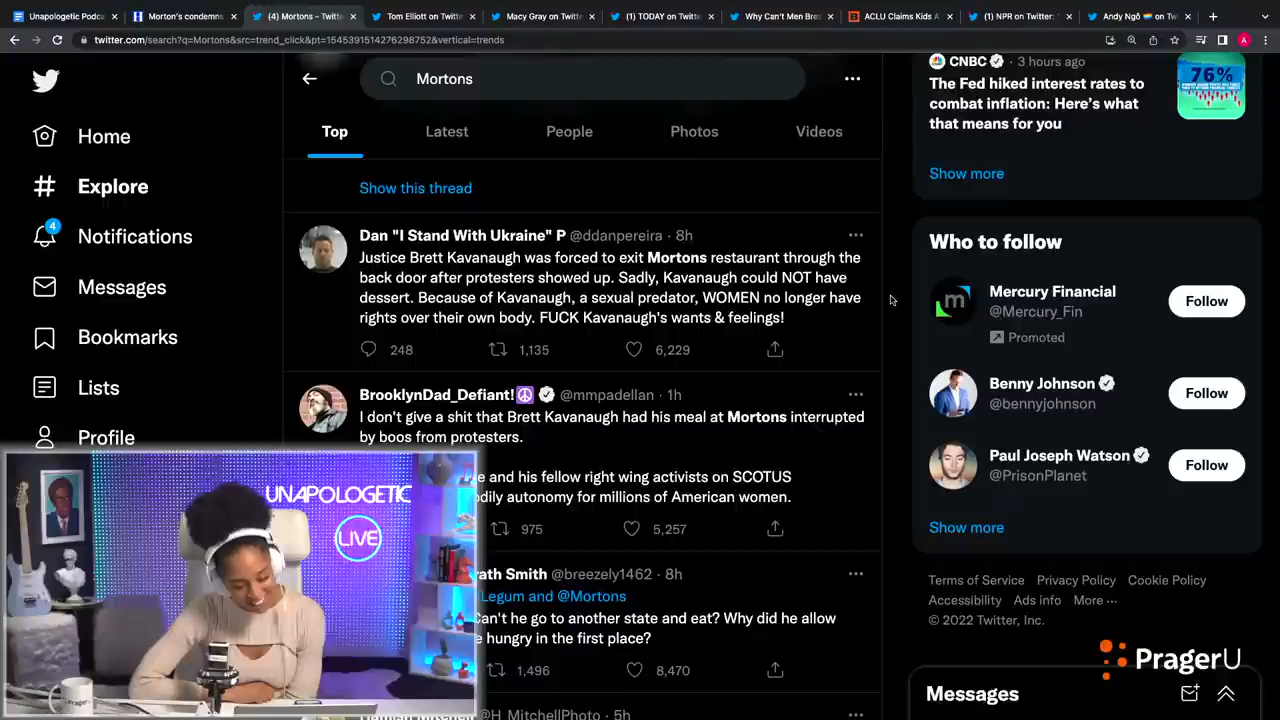 Unapologetic Podca
Morton's condemns
(4) Mortons - Twitte
Tom Elliott on Twitte
Macy Gray on Twitte
(1) TODAY on Twitte
Why Can't Men Brea
ACLU Claims Kids A
(1) NPR on Twitter: "
Andy Ngô 🏳️‍🌈 on Tw
twitter.com/search?q=Mortons&src=trend_click&pt=1545391514276298752&vertical=trends
A
Home
Explore
4
Notifications
Messages
Bookmarks
Lists
Profile
Mortons
Top
Latest
People
Photos
Videos
Show this thread
Dan "I Stand With Ukraine" P @ddanpereira · 8h
Justice Brett Kavanaugh was forced to exit Mortons restaurant through the
back door after protesters showed up. Sadly, Kavanaugh could NOT have
dessert. Because of Kavanaugh, a sexual predator, WOMEN no longer have
rights over their own body. FUCK Kavanaugh's wants & feelings!
248
1,135
6,229
BrooklynDad_Defiant!☮️ @mmpadellan · 1h
I don't give a shit that Brett Kavanaugh had his meal at Mortons interrupted
by boos from protesters.
e and his fellow right wing activists on SCOTUS
odily autonomy for millions of American women.
975
5,257
rath Smith @breezely1462 · 8h
Legum and @Mortons
Can't he go to another state and eat? Why did he allow
e hungry in the first place?
1,496
8,470
@H_MitchellPhoto · 5h
CNBC · 3 hours ago
The Fed hiked interest rates to
combat inflation: Here's what
that means for you
76%
Show more
Who to follow
Mercury Financial
@Mercury_Fin
Promoted
Follow
Benny Johnson
@bennyjohnson
Follow
Paul Joseph Watson
@PrisonPlanet
Follow
Show more
Terms of Service Privacy Policy Cookie Policy
Accessibility Ads info More ···
© 2022 Twitter, Inc.
PragerU
Messages
UNAPOLOGETIC
LIVE
PragerU